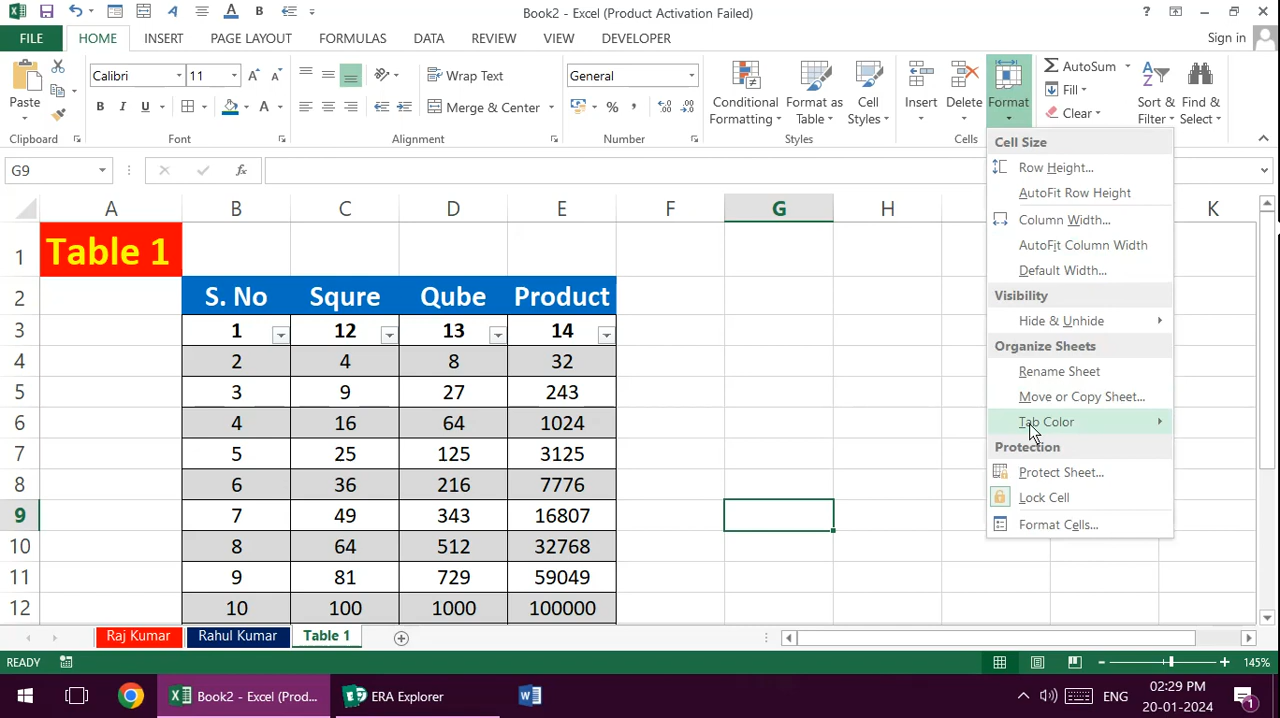 Book2 - Excel (Product Activation Failed)
FILE HOME INSERT PAGE LAYOUT FORMULAS DATA REVIEW VIEW DEVELOPER Sign in
Paste
Calibri 11
Wrap Text
Merge & Center
General
Conditional Formatting
Format as Table
Cell Styles
Insert
Delete
Format
AutoSum
Fill
Clear
Sort & Filter
Find & Select
Clipboard Font Alignment Number Styles Cells
G9
Cell Size
Row Height...
AutoFit Row Height
Column Width...
AutoFit Column Width
Default Width...
Visibility
Hide & Unhide
Organize Sheets
Rename Sheet
Move or Copy Sheet...
Tab Color
Protection
Protect Sheet...
Lock Cell
Format Cells...
A B C D E F G H K
1 Table 1
2 S. No Squre Qube Product
3 1 12 13 14
4 2 4 8 32
5 3 9 27 243
6 4 16 64 1024
7 5 25 125 3125
8 6 36 216 7776
9 7 49 343 16807
10 8 64 512 32768
11 9 81 729 59049
12 10 100 1000 100000
Raj Kumar Rahul Kumar Table 1
READY 145%
Book2 - Excel (Prod... ERA Explorer ENG 02:29 PM
20-01-2024
1